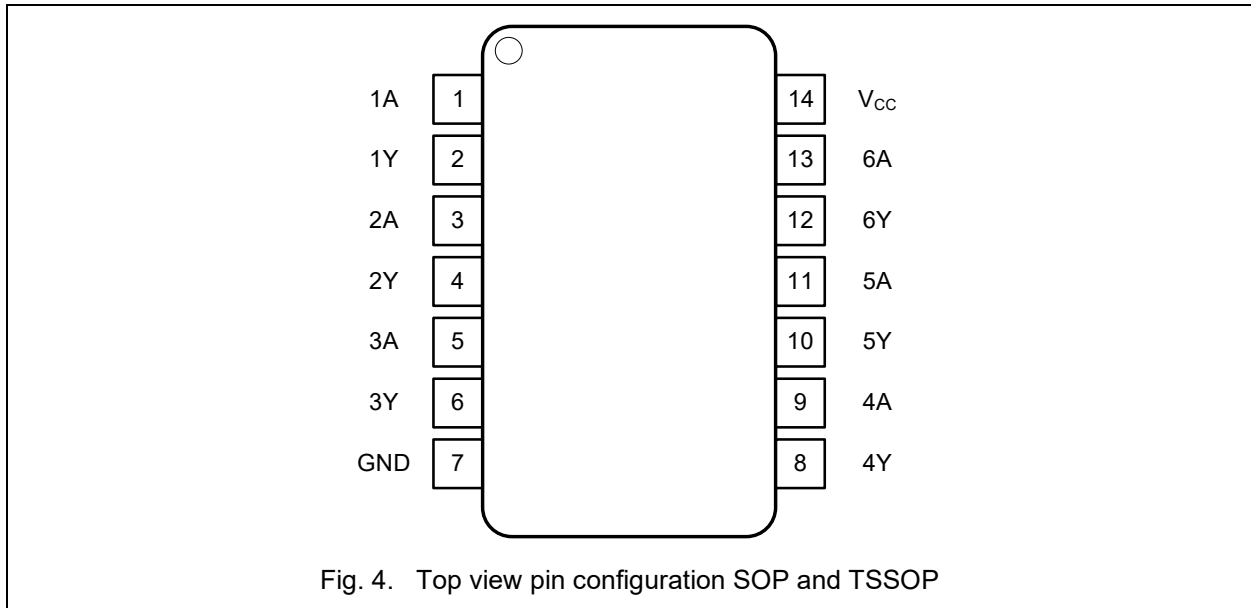 1A 1 14 VCC
1Y 2 13 6A
2A 3 12 6Y
2Y 4 11 5A
3A 5 10 5Y
3Y 6 9 4A
GND 7 8 4Y
Fig. 4. Top view pin configuration SOP and TSSOP